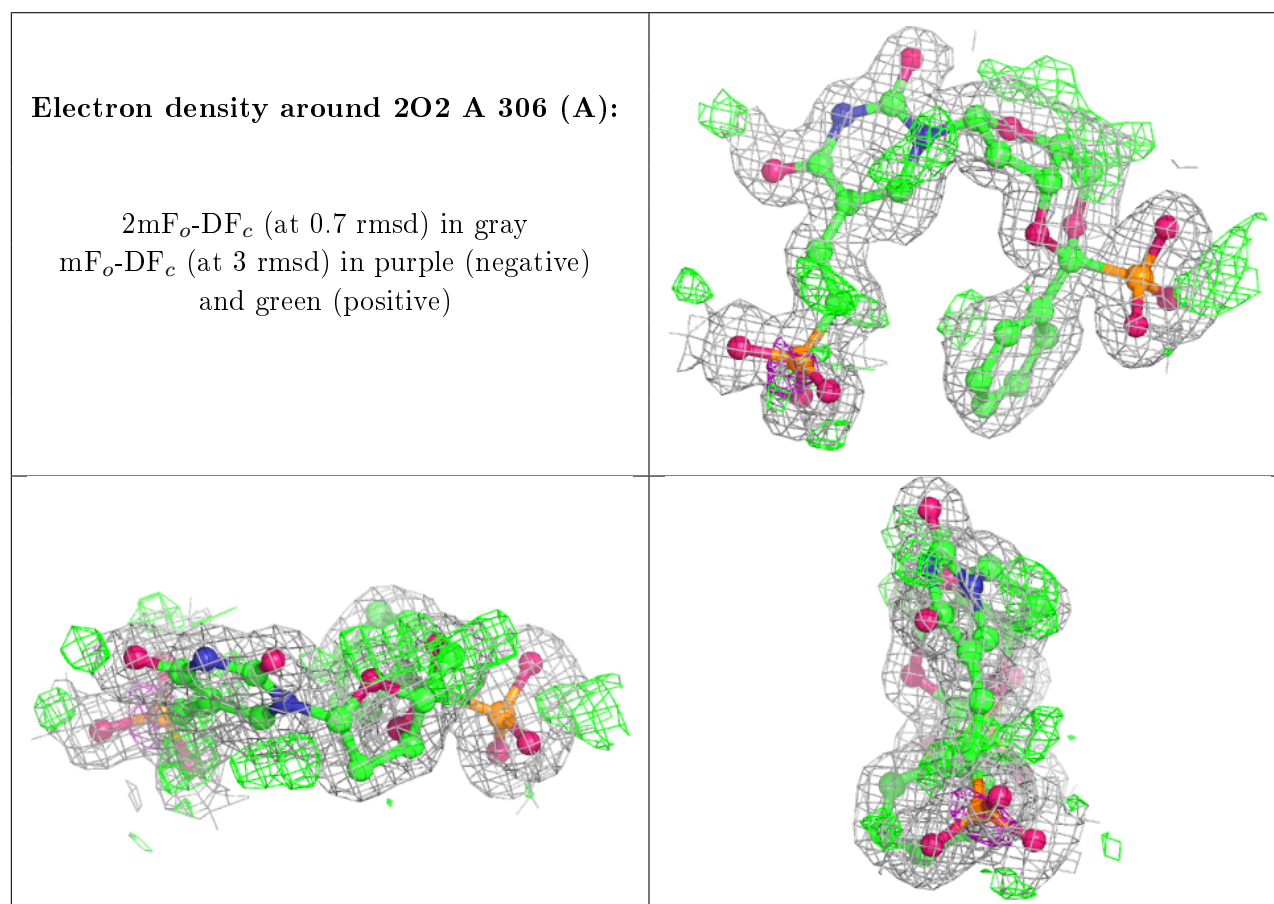 Electron density around 2O2 A 306 (A):
2mFₒ-DF𝒸 (at 0.7 rmsd) in gray
mFₒ-DF𝒸 (at 3 rmsd) in purple (negative)
and green (positive)